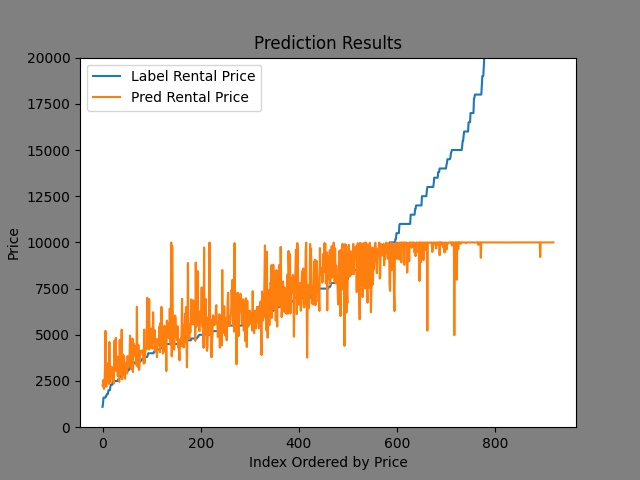 Prediction Results
Label Rental Price
Pred Rental Price
20000
17500
15000
12500
10000
7500
5000
2500
0
Price
0 200 400 600 800
Index Ordered by Price